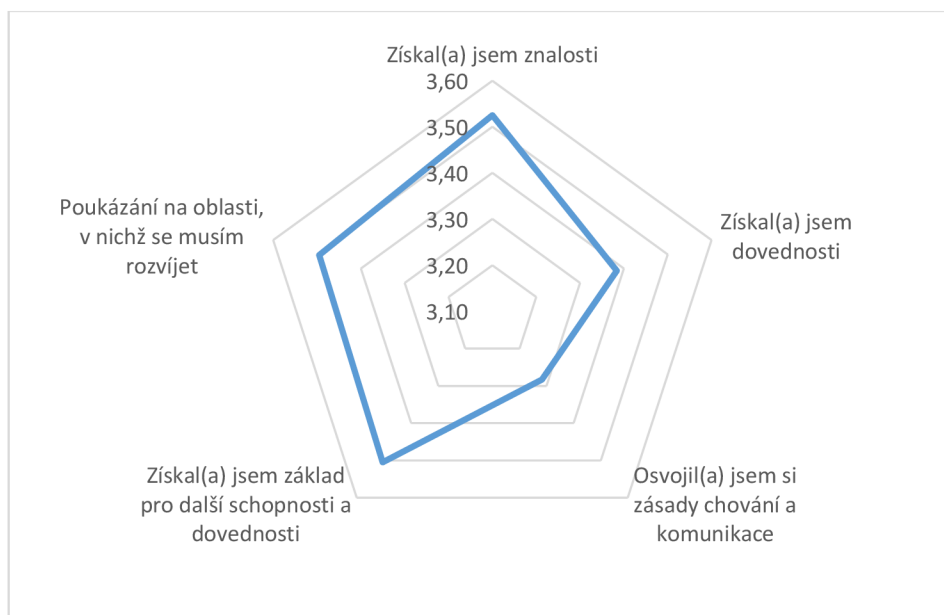 Získal(a) jsem znalosti
3,60
3,50
3,40
3,30
3,20
3,10
Získal(a) jsem
dovednosti
Osvojil(a) jsem si
zásady chování a
komunikace
Získal(a) jsem základ
pro další schopnosti a
dovednosti
Poukázání na oblasti,
v nichž se musím
rozvíjet